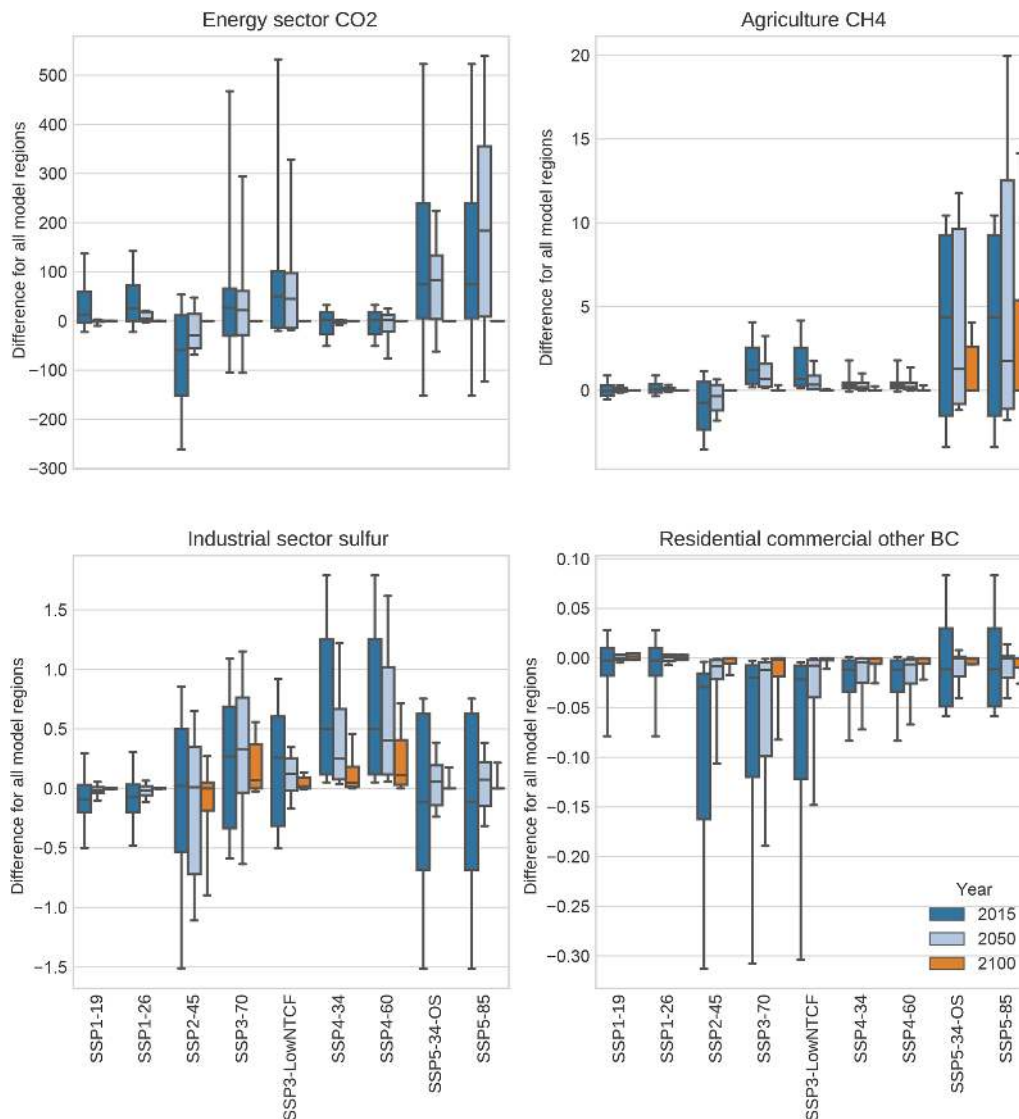 Energy sector CO2
Difference for all model regions
500
400
300
200
100
0
−100
−200
−300
Agriculture CH4
Difference for all model regions
20
15
10
5
0
Industrial sector sulfur
Difference for all model regions
1.5
1.0
0.5
0.0
−0.5
−1.0
−1.5
SSP1-19
SSP1-26
SSP2-45
SSP3-70
SSP3-LowNTCF
SSP4-34
SSP4-60
SSP5-34-OS
SSP5-85
Residential commercial other BC
Difference for all model regions
0.10
0.05
0.00
−0.05
−0.10
−0.15
−0.20
−0.25
−0.30
Year
2015
2050
2100
SSP1-19
SSP1-26
SSP2-45
SSP3-70
SSP3-LowNTCF
SSP4-34
SSP4-60
SSP5-34-OS
SSP5-85